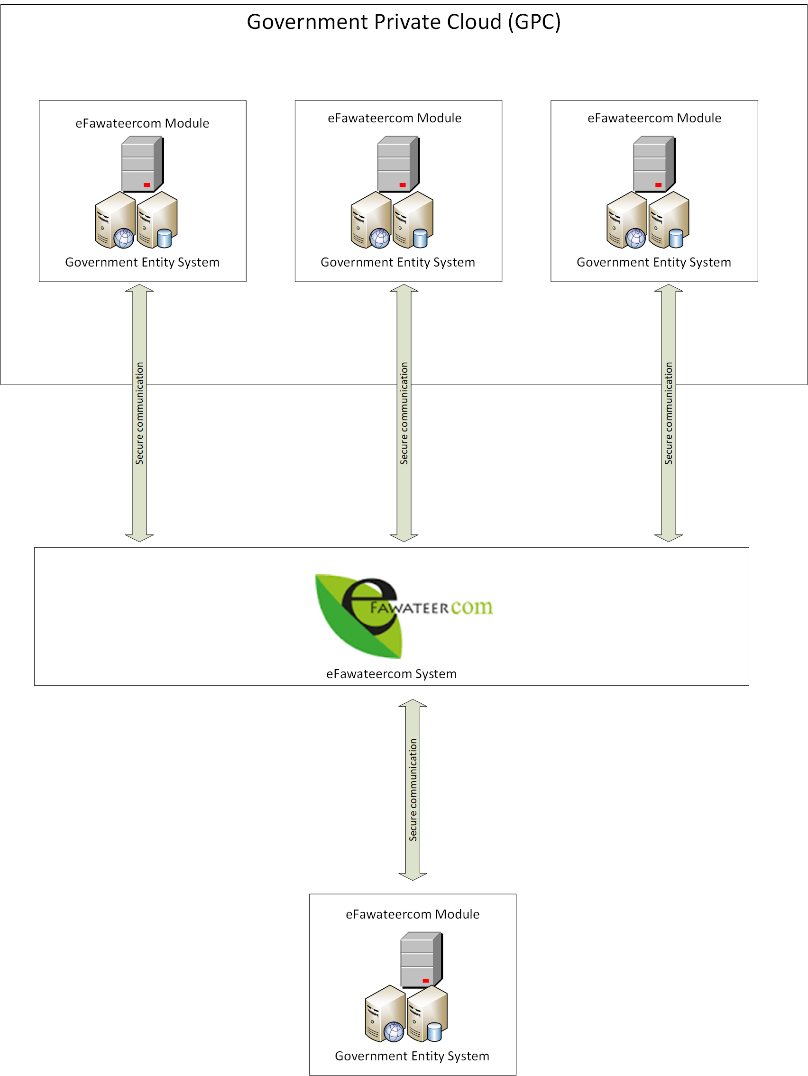 Government Private Cloud (GPC)
eFawateercom Module
Government Entity System
eFawateercom Module
Government Entity System
eFawateercom Module
Government Entity System
Secure communication
Secure communication
Secure communication
eFAWATEERcom
eFawateercom System
Secure communication
eFawateercom Module
Government Entity System